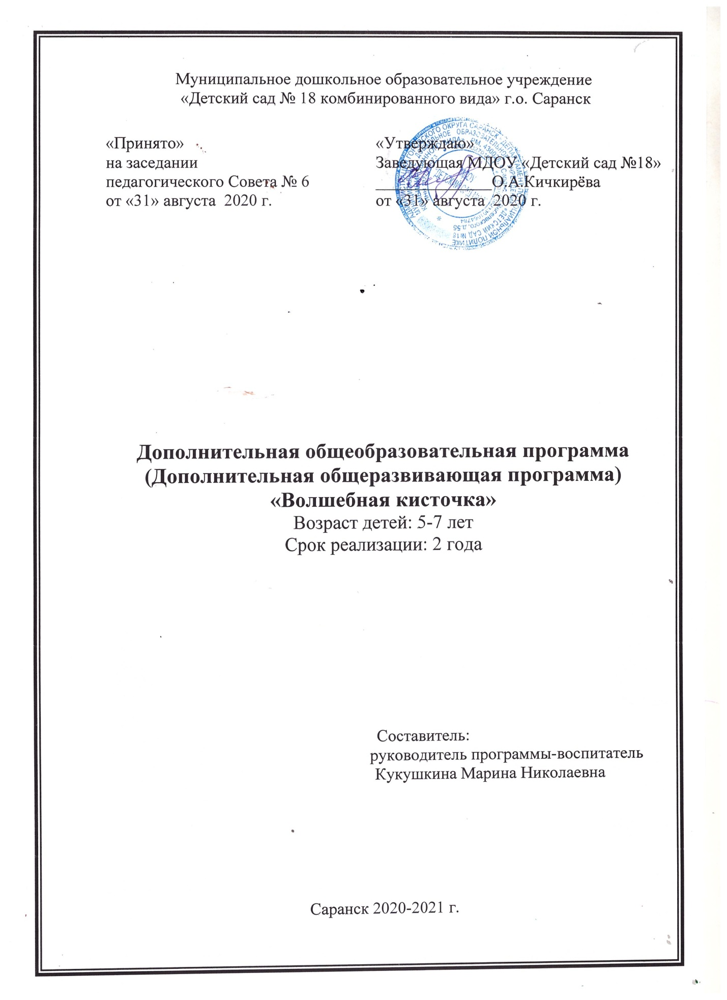 Муниципальное дошкольное образовательное учреждение
«Детский сад № 18 комбинированного вида» г.о. Саранск
«Принято»
на заседании
педагогического Совета № 6
от «31» августа 2020 г.
«Утверждаю»
Заведующая МДОУ «Детский сад №18»
______________О.А.Кичкирёва
от «31» августа 2020 г.
Дополнительная общеобразовательная программа
(Дополнительная общеразвивающая программа)
«Волшебная кисточка»
Возраст детей: 5-7 лет
Срок реализации: 2 года
Составитель:
руководитель программы-воспитатель
Кукушкина Марина Николаевна
Саранск 2020-2021 г.